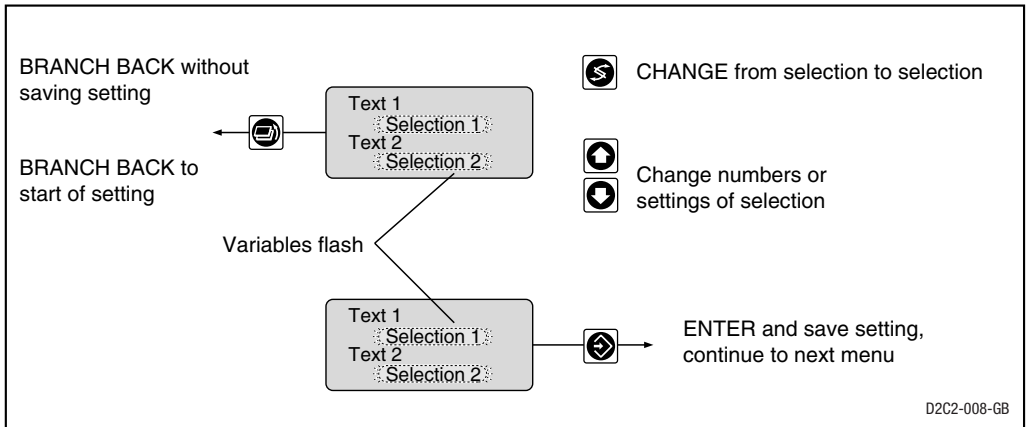 BRANCH BACK without
saving setting
BRANCH BACK to
start of setting
Text 1
Selection 1
Text 2
Selection 2
CHANGE from selection to selection
Change numbers or
settings of selection
Variables flash
Text 1
Selection 1
Text 2
Selection 2
ENTER and save setting,
continue to next menu
D2C2-008-GB